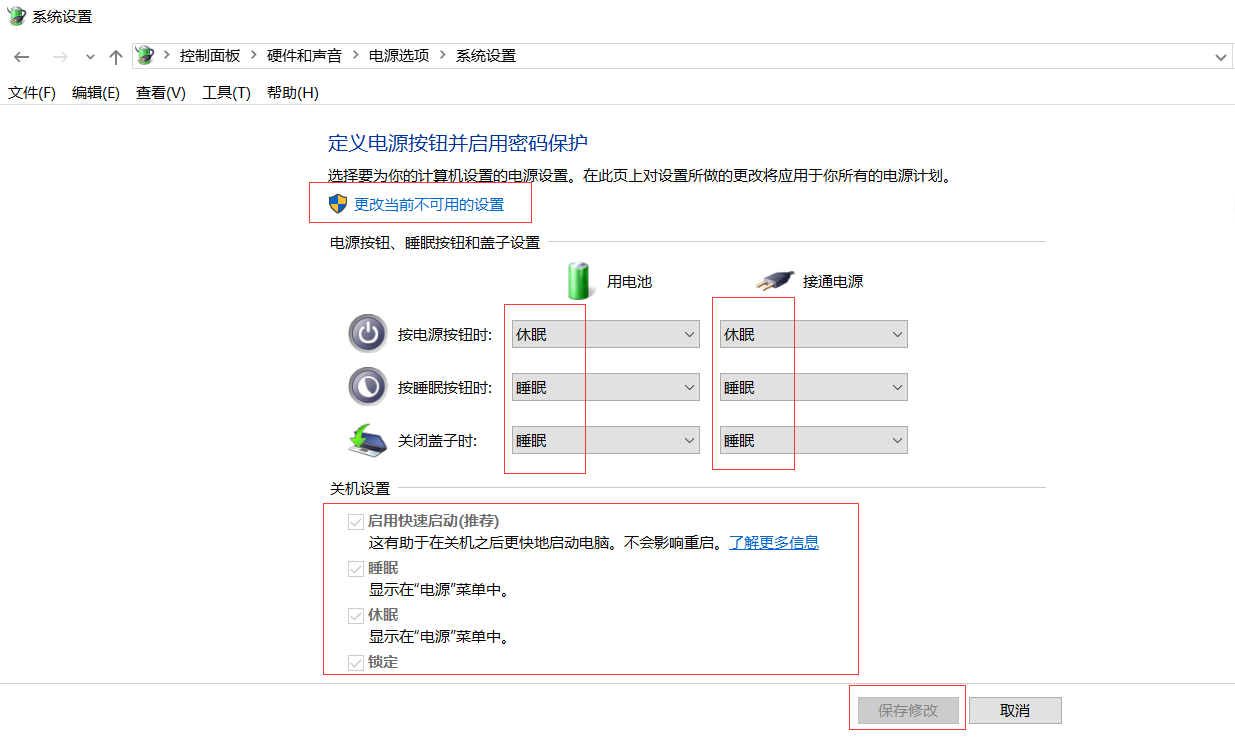 系统设置
控制面板 > 硬件和声音 > 电源选项 > 系统设置
文件(F) 编辑(E) 查看(V) 工具(T) 帮助(H)
定义电源按钮并启用密码保护
选择要为你的计算机设置的电源设置。在此页上对设置所做的更改将应用于你所有的电源计划。
更改当前不可用的设置
电源按钮、睡眠按钮和盖子设置
用电池 接通电源
按电源按钮时: 休眠 休眠
按睡眠按钮时: 睡眠 睡眠
关闭盖子时: 睡眠 睡眠
关机设置
启用快速启动(推荐)
这有助于在关机之后更快地启动电脑。不会影响重启。了解更多信息
睡眠
显示在“电源”菜单中。
休眠
显示在“电源”菜单中。
锁定
保存修改 取消